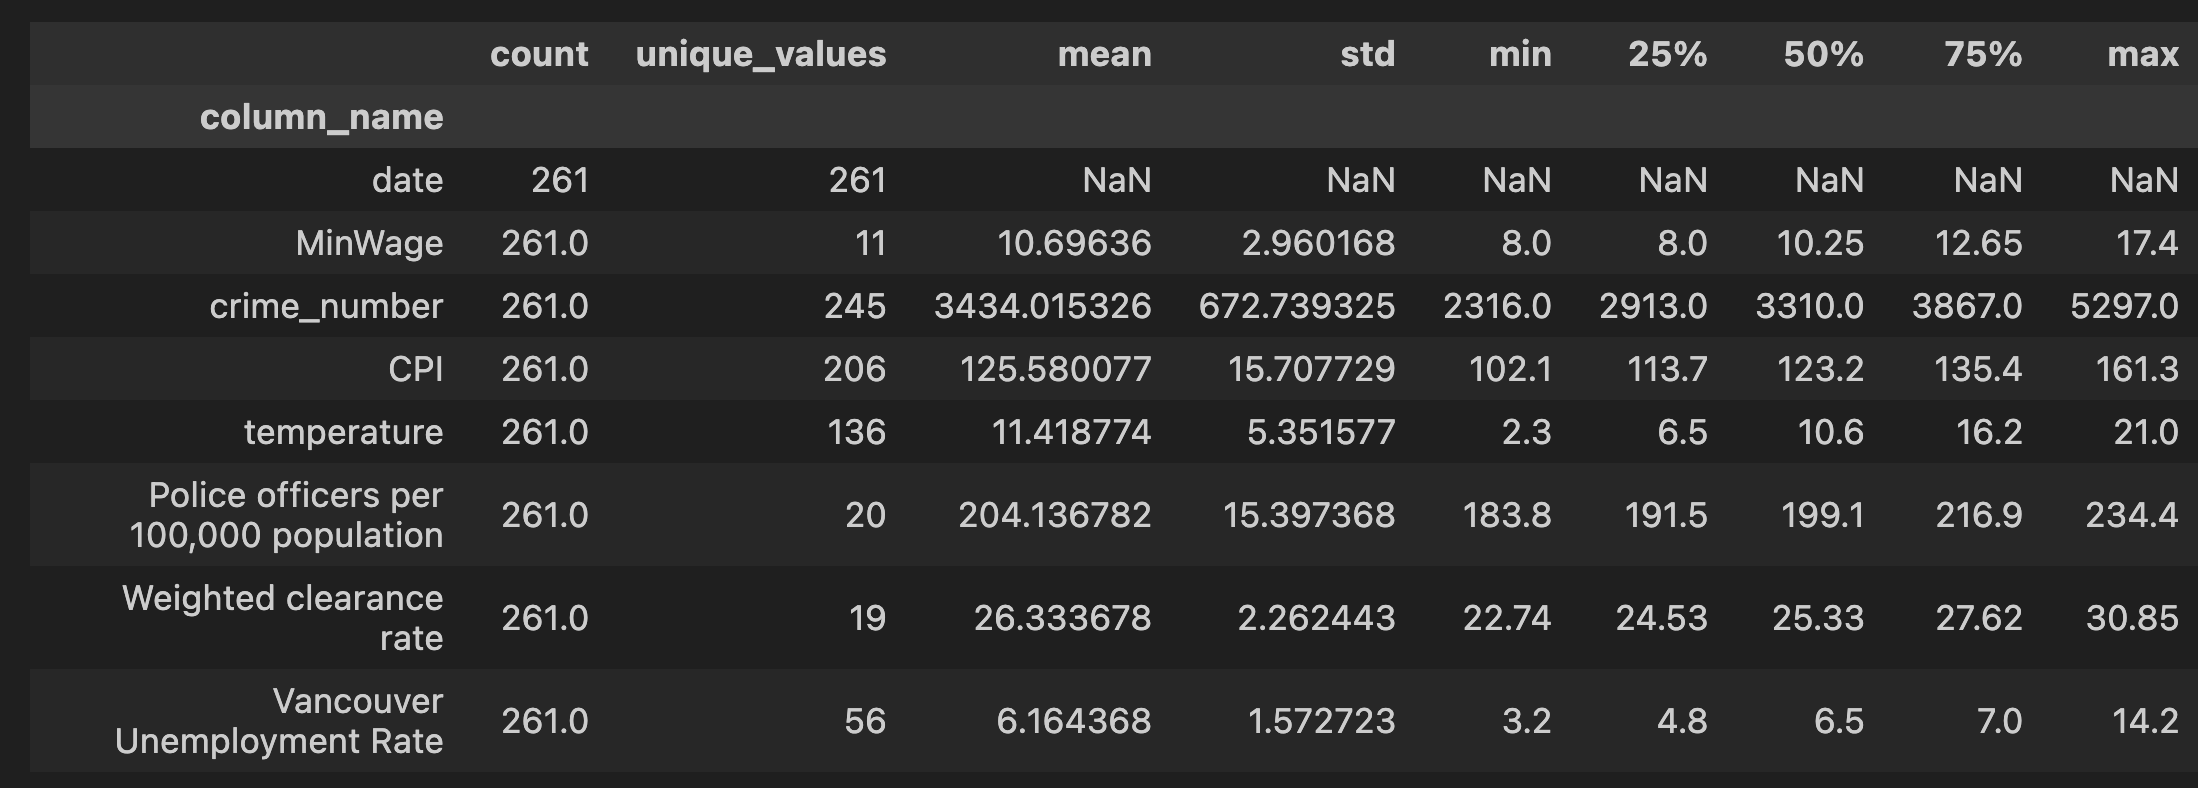 count unique_values mean std min 25% 50% 75% max
column_name
date 261 261 NaN NaN NaN NaN NaN NaN NaN
MinWage 261.0 11 10.69636 2.960168 8.0 8.0 10.25 12.65 17.4
crime_number 261.0 245 3434.015326 672.739325 2316.0 2913.0 3310.0 3867.0 5297.0
CPI 261.0 206 125.580077 15.707729 102.1 113.7 123.2 135.4 161.3
temperature 261.0 136 11.418774 5.351577 2.3 6.5 10.6 16.2 21.0
Police officers per
100,000 population 261.0 20 204.136782 15.397368 183.8 191.5 199.1 216.9 234.4
Weighted clearance
rate 261.0 19 26.333678 2.262443 22.74 24.53 25.33 27.62 30.85
Vancouver
Unemployment Rate 261.0 56 6.164368 1.572723 3.2 4.8 6.5 7.0 14.2